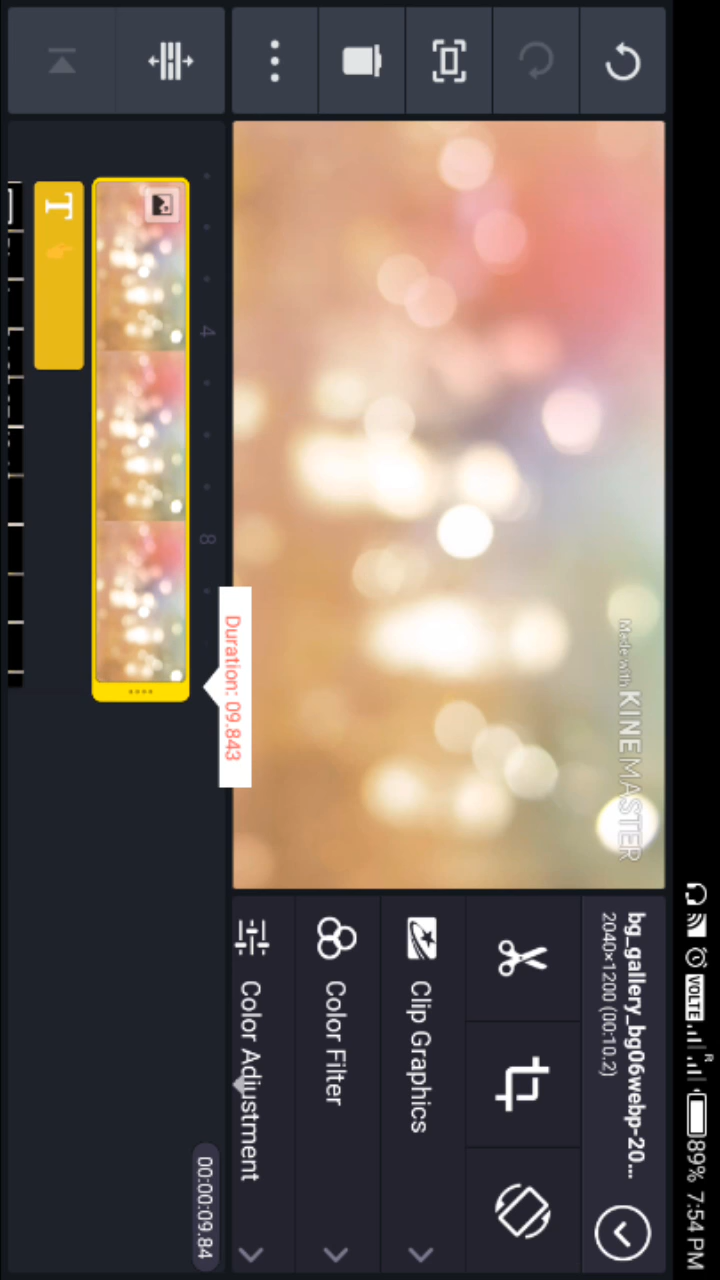 R
VOLTE
89% 7:54 PM
bg_gallery_bg06webp-20...
2040×1200 (00:10.2)
Made with KINEMASTER
Clip Graphics
Color Filter
Color Adjustment
Duration: 09.843
00:00:09.84
4
8
T